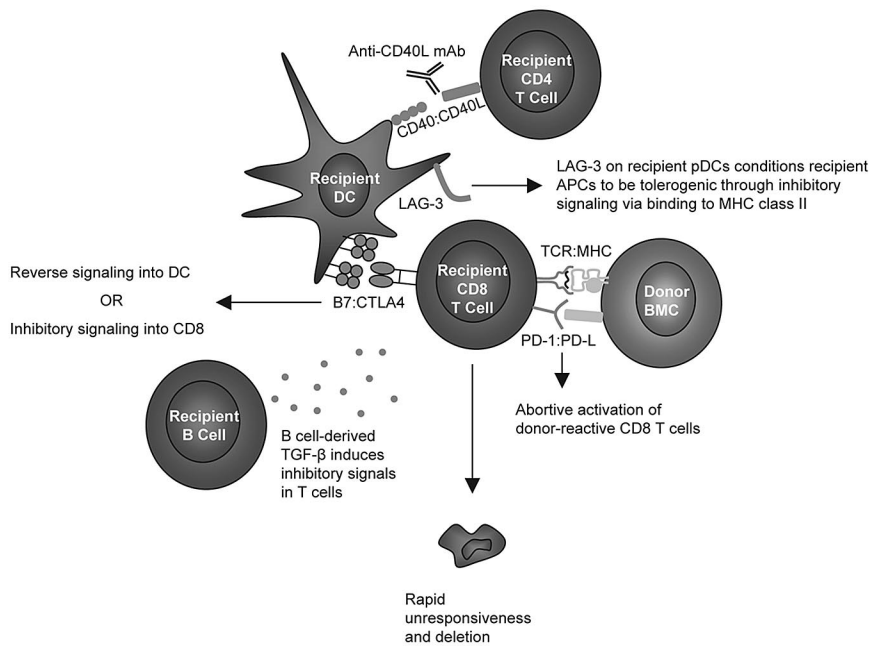 Anti-CD40L mAb
Recipient
CD4
T Cell
CD40:CD40L
Recipient
DC
LAG-3
LAG-3 on recipient pDCs conditions recipient
APCs to be tolerogenic through inhibitory
signaling via binding to MHC class II
TCR:MHC
Recipient
CD8
T Cell
Donor
BMC
Reverse signaling into DC
OR
Inhibitory signaling into CD8
B7:CTLA4
PD-1:PD-L
Abortive activation of
donor-reactive CD8 T cells
Recipient
B Cell
B cell-derived
TGF-β induces
inhibitory signals
in T cells
Rapid
unresponsiveness
and deletion